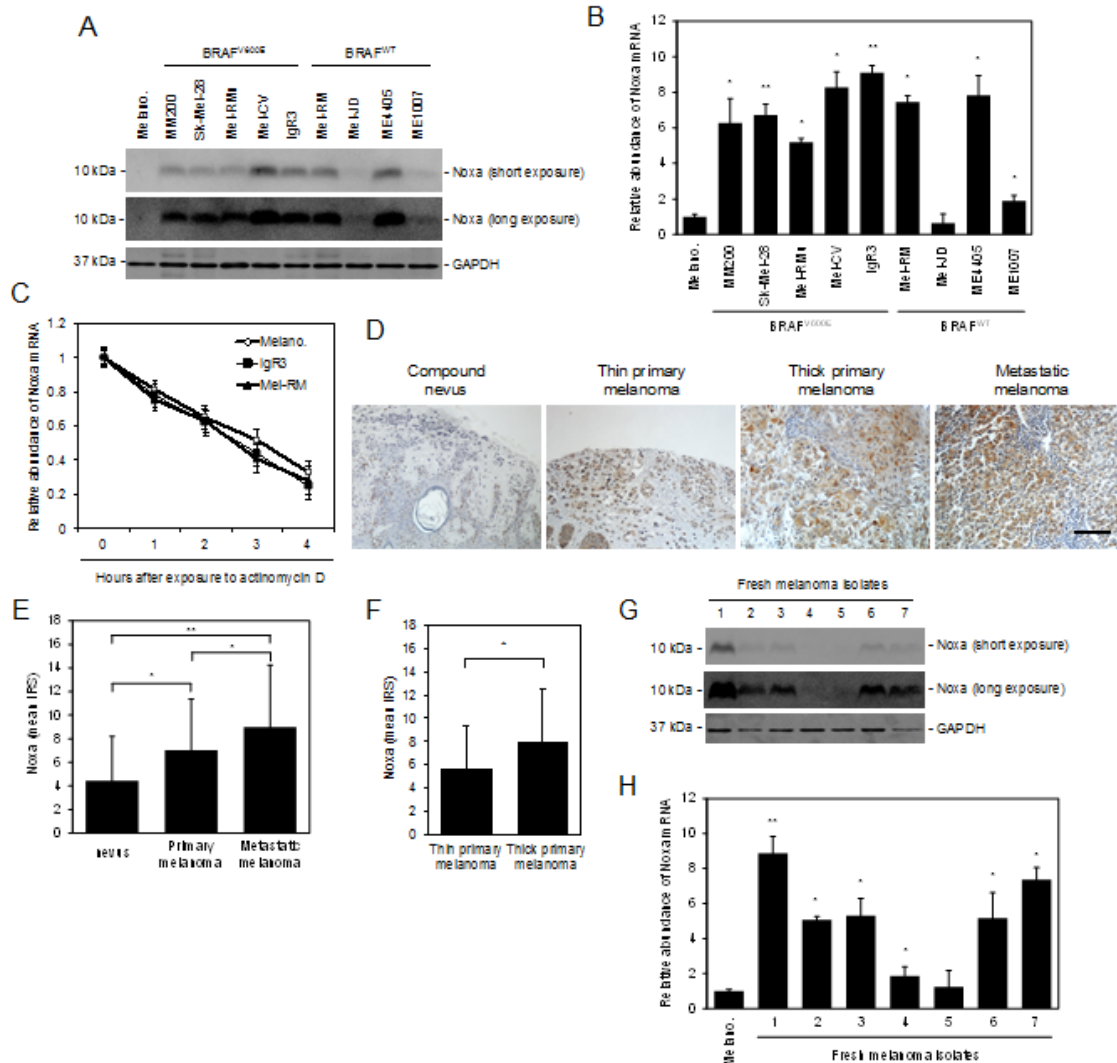 A
BRAFV600E
BRAFWT
Melano.
MM200
Sk-Mel-28
Mel-RMu
Mel-CV
IgR3
Mel-RM
Mel-JD
ME4405
ME1007
10 kDa
- Noxa (short exposure)
10 kDa
- Noxa (long exposure)
37 kDa
- GAPDH
B
Relative abundance of Noxa mRNA
12
10
8
6
4
2
0
*
**
*
*
**
*
*
*
Melano.
MM200
Sk-Mel-28
Mel-RMu
Mel-CV
IgR3
Mel-RM
Mel-JD
ME4405
ME1007
BRAFV600E
BRAFWT
C
Relative abundance of Noxa mRNA
1.2
1
0.8
0.6
0.4
0.2
0
Melano.
IgR3
Mel-RM
0 1 2 3 4
Hours after exposure to actinomycin D
D
Compound
nevus
Thin primary
melanoma
Thick primary
melanoma
Metastatic
melanoma
E
Noxa (mean IRS)
18
16
14
12
10
8
6
4
2
0
**
*
*
nevus
Primary
melanoma
Metastatic
melanoma
F
Noxa (mean IRS)
18
16
14
12
10
8
6
4
2
0
*
Thin primary
melanoma
Thick primary
melanoma
G
Fresh melanoma isolates
1 2 3 4 5 6 7
10 kDa
- Noxa (short exposure)
10 kDa
- Noxa (long exposure)
37 kDa
- GAPDH
H
Relative abundance of Noxa mRNA
12
10
8
6
4
2
0
**
*
*
*
*
*
Melano.
1 2 3 4 5 6 7
Fresh melanoma isolates